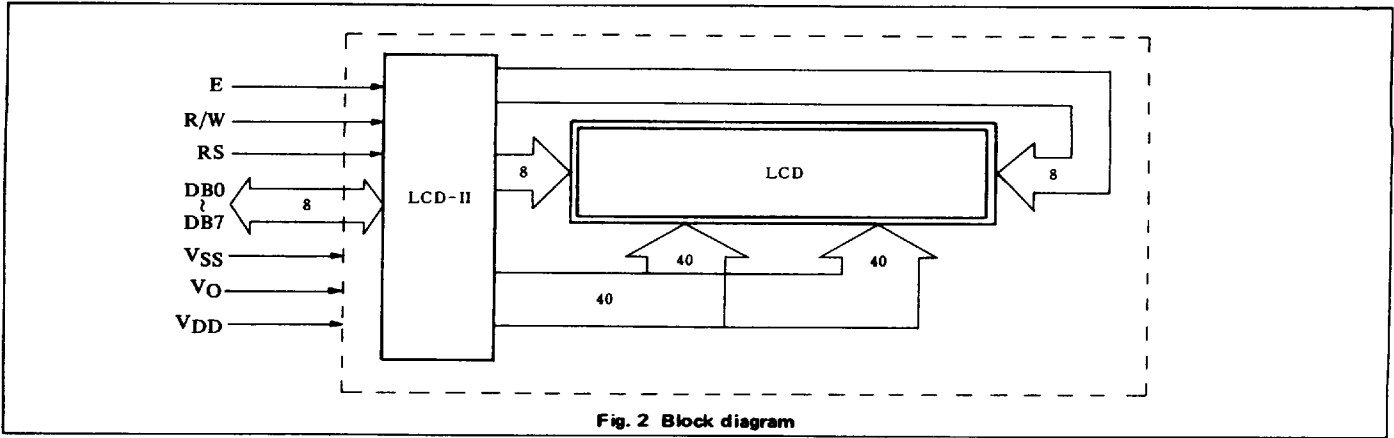 E
R/W
RS
DB0
~
DB7
8
VSS
VO
VDD
LCD-II
8
LCD
8
40
40
40
Fig. 2 Block diagram